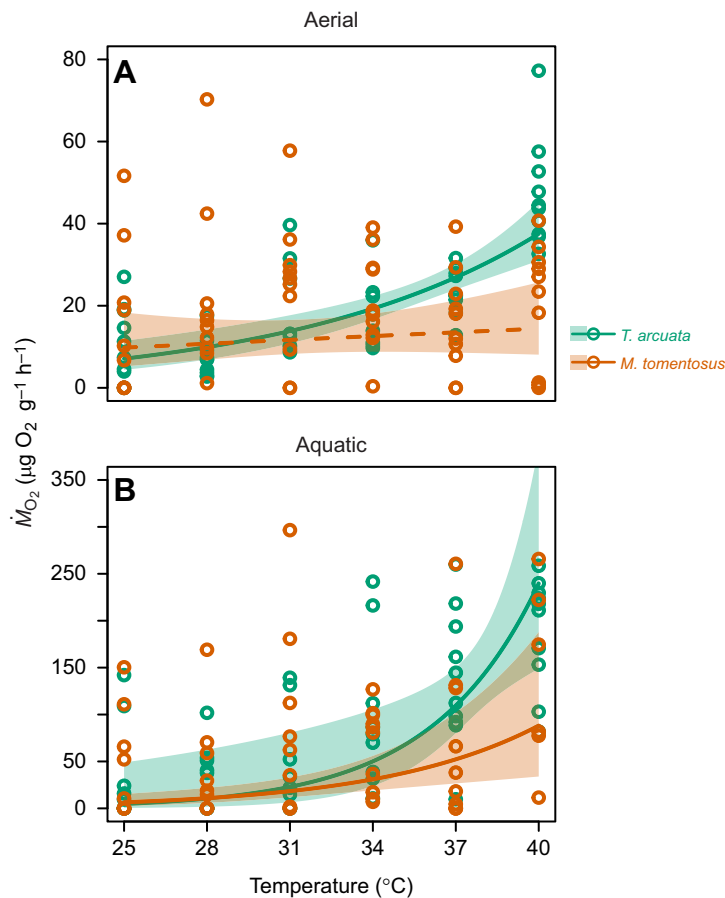 Aerial
A
80
60
40
20
0
T. arcuata
M. tomentosus
Aquatic
B
350
250
150
50
0
ṀO₂ (µg O₂ g⁻¹ h⁻¹)
25 28 31 34 37 40
Temperature (°C)